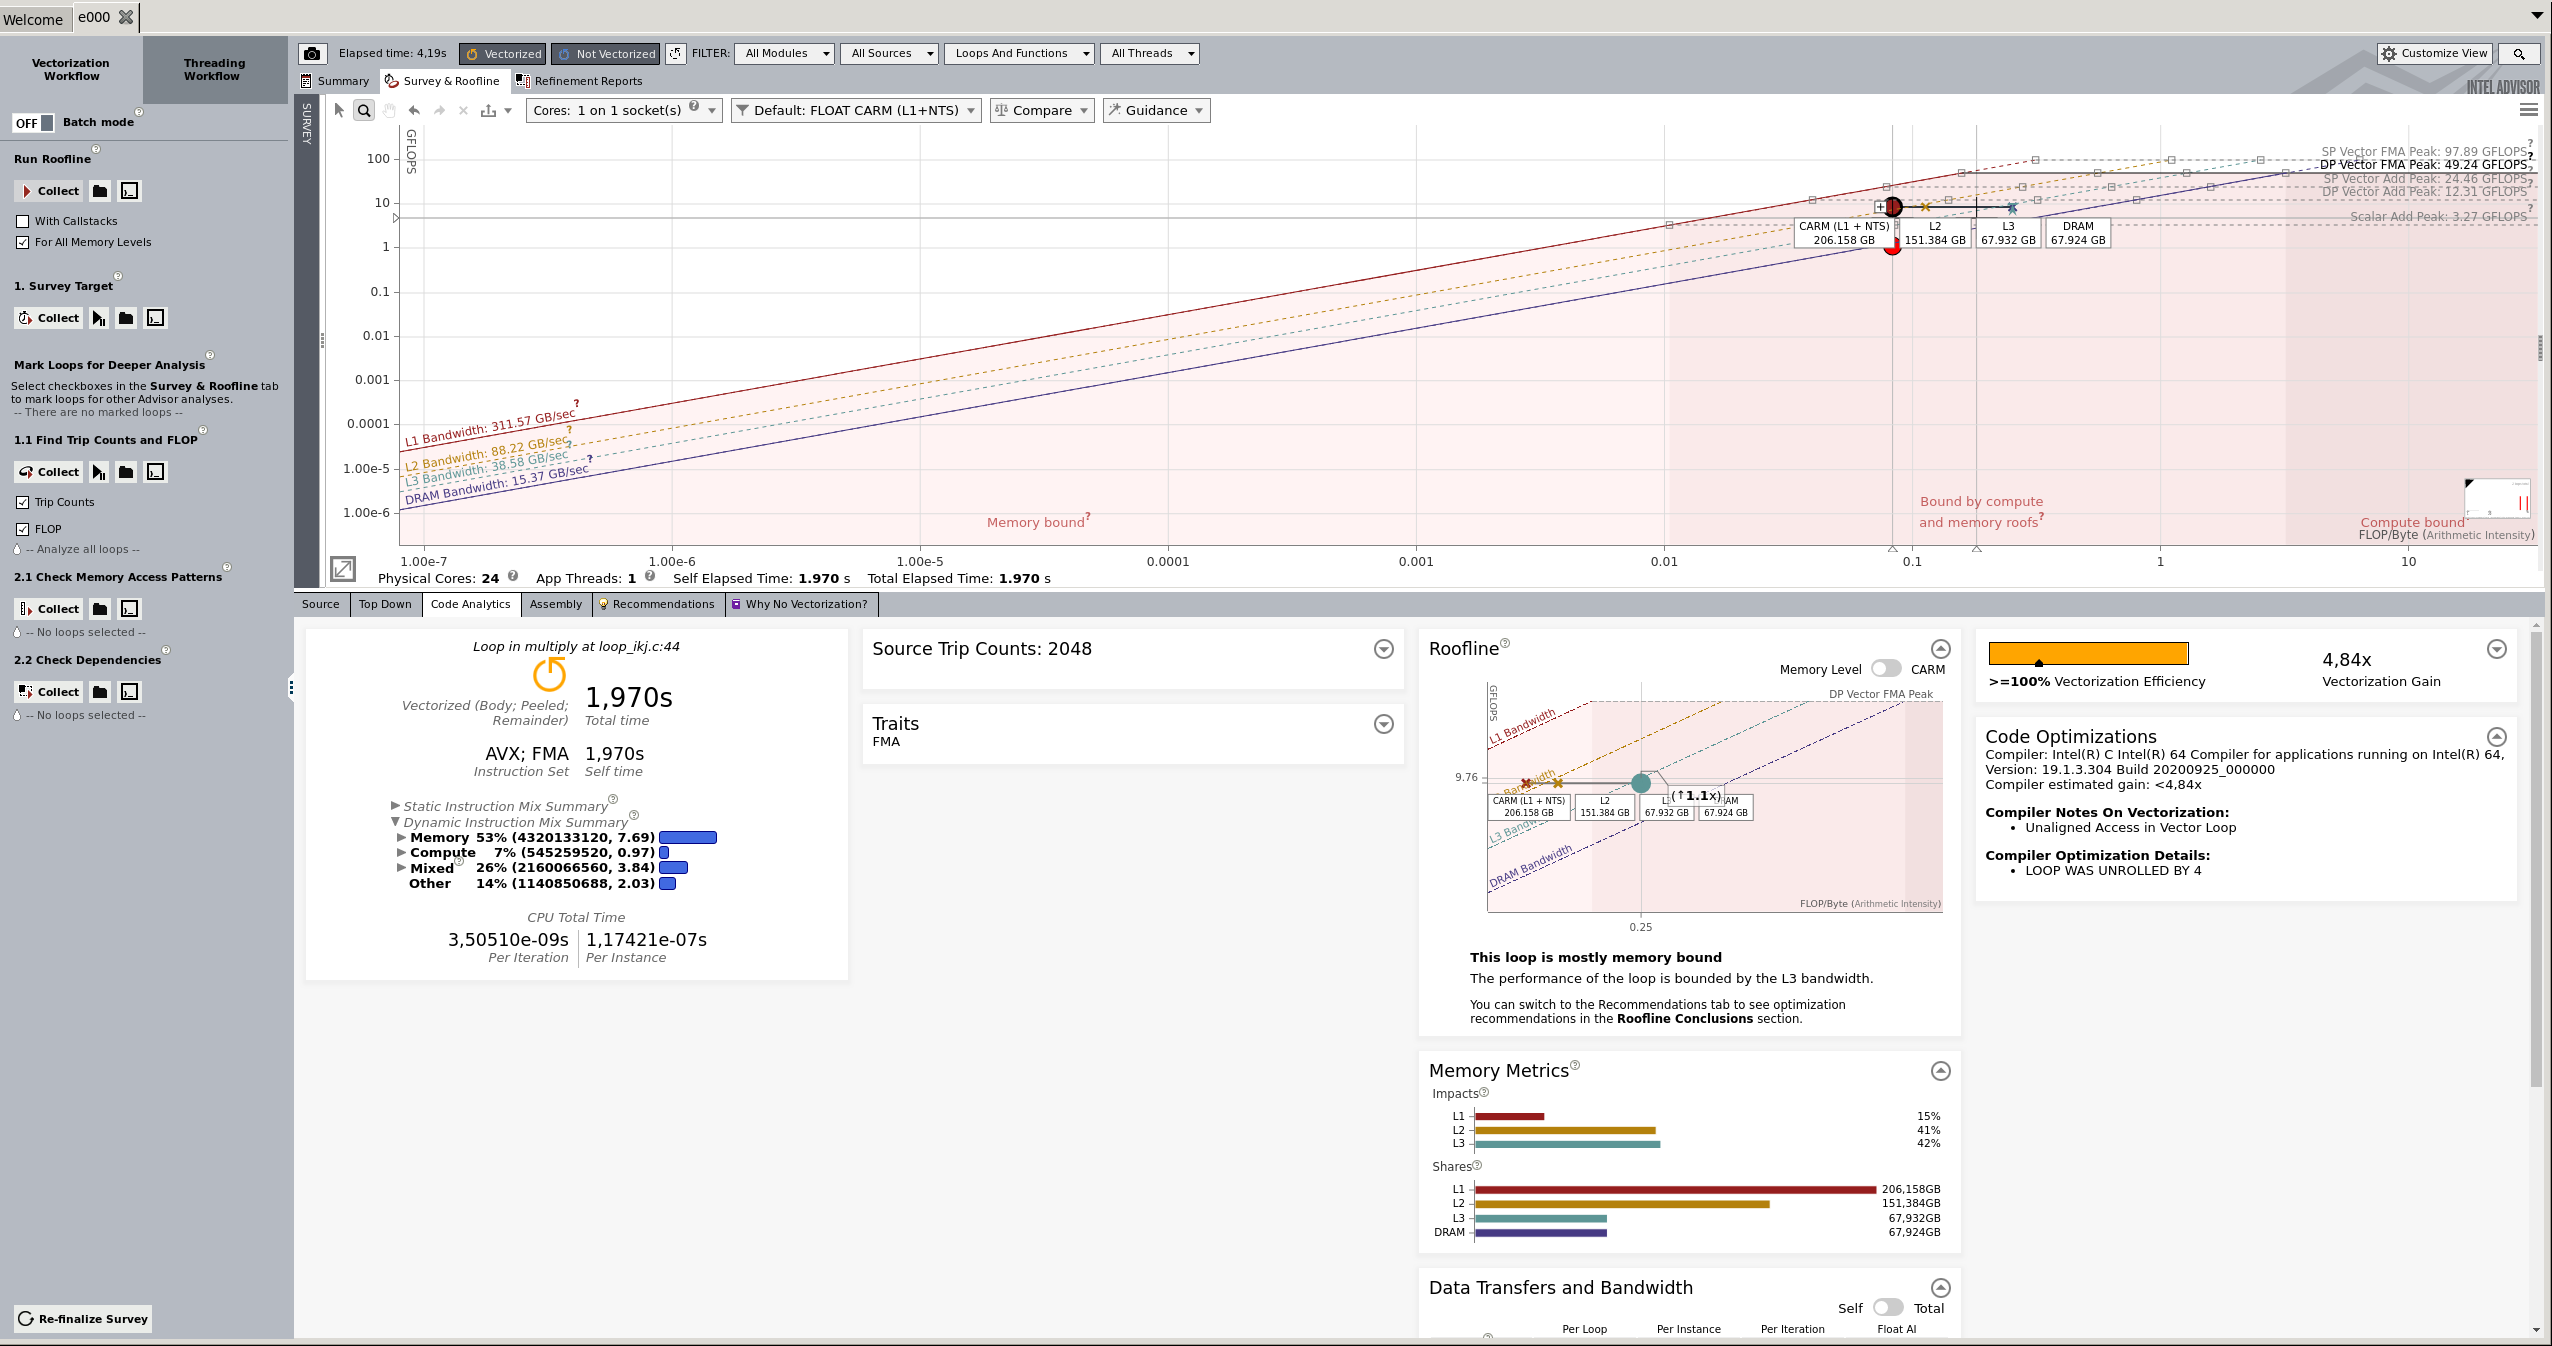 Welcome
e000
Vectorization Workflow
Threading Workflow
OFF Batch mode
Run Roofline
Collect
With Callstacks
For All Memory Levels
1. Survey Target
Collect
Mark Loops for Deeper Analysis
Select checkboxes in the Survey & Roofline tab
to mark loops for other Advisor analyses.
-- There are no marked loops --
1.1 Find Trip Counts and FLOP
Collect
Trip Counts
FLOP
-- Analyze all loops --
2.1 Check Memory Access Patterns
Collect
-- No loops selected --
2.2 Check Dependencies
Collect
-- No loops selected --
Re-finalize Survey
Elapsed time: 4,19s Vectorized Not Vectorized FILTER: All Modules All Sources Loops And Functions All Threads Customize View
Summary Survey & Roofline Refinement Reports
INTEL ADVISOR
SURVEY
Cores: 1 on 1 socket(s) Default: FLOAT CARM (L1+NTS) Compare Guidance
GFLOPS
100
10
1
0.1
0.01
0.001
0.0001
1.00e-5
1.00e-6
SP Vector FMA Peak: 97.89 GFLOPS
DP Vector FMA Peak: 49.24 GFLOPS
SP Vector Add Peak: 24.46 GFLOPS
DP Vector Add Peak: 12.31 GFLOPS
Scalar Add Peak: 3.27 GFLOPS
CARM (L1 + NTS) L2 L3 DRAM
206.158 GB 151.384 GB 67.932 GB 67.924 GB
L1 Bandwidth: 311.57 GB/sec
L2 Bandwidth: 88.22 GB/sec
L3 Bandwidth: 38.58 GB/sec
DRAM Bandwidth: 15.37 GB/sec
Memory bound
Bound by compute
and memory roofs
Compute bound
FLOP/Byte (Arithmetic Intensity)
1.00e-7 1.00e-6 1.00e-5 0.0001 0.001 0.01 0.1 1 10
Physical Cores: 24 App Threads: 1 Self Elapsed Time: 1.970 s Total Elapsed Time: 1.970 s
Source Top Down Code Analytics Assembly Recommendations Why No Vectorization?
Loop in multiply at loop_ikj.c:44
Vectorized (Body; Peeled; Remainder)
1,970s
Total time
AVX; FMA 1,970s
Instruction Set Self time
Static Instruction Mix Summary
Dynamic Instruction Mix Summary
Memory 53% (4320133120, 7.69)
Compute 7% (545259520, 0.97)
Mixed 26% (2160066560, 3.84)
Other 14% (1140850688, 2.03)
CPU Total Time
3,50510e-09s 1,17421e-07s
Per Iteration Per Instance
Source Trip Counts: 2048
Traits
FMA
Roofline
Memory Level CARM
GFLOPS
DP Vector FMA Peak
L1 Bandwidth
9.76
CARM (L1 + NTS) L2
206.158 GB 151.384 GB 67.932 GB 67.924 GB
(↑1.1x)
DRAM Bandwidth
FLOP/Byte (Arithmetic Intensity)
0.25
This loop is mostly memory bound
The performance of the loop is bounded by the L3 bandwidth.
You can switch to the Recommendations tab to see optimization
recommendations in the Roofline Conclusions section.
Memory Metrics
Impacts
L1 15%
L2 41%
L3 42%
Shares
L1 206,158GB
L2 151,384GB
L3 67,932GB
DRAM 67,924GB
Data Transfers and Bandwidth
Self Total
Per Loop Per Instance Per Iteration Float AI
>=100% Vectorization Efficiency
4,84x
Vectorization Gain
Code Optimizations
Compiler: Intel(R) C Intel(R) 64 Compiler for applications running on Intel(R) 64,
Version: 19.1.3.304 Build 20200925_000000
Compiler estimated gain: <4,84x
Compiler Notes On Vectorization:
• Unaligned Access in Vector Loop
Compiler Optimization Details:
• LOOP WAS UNROLLED BY 4